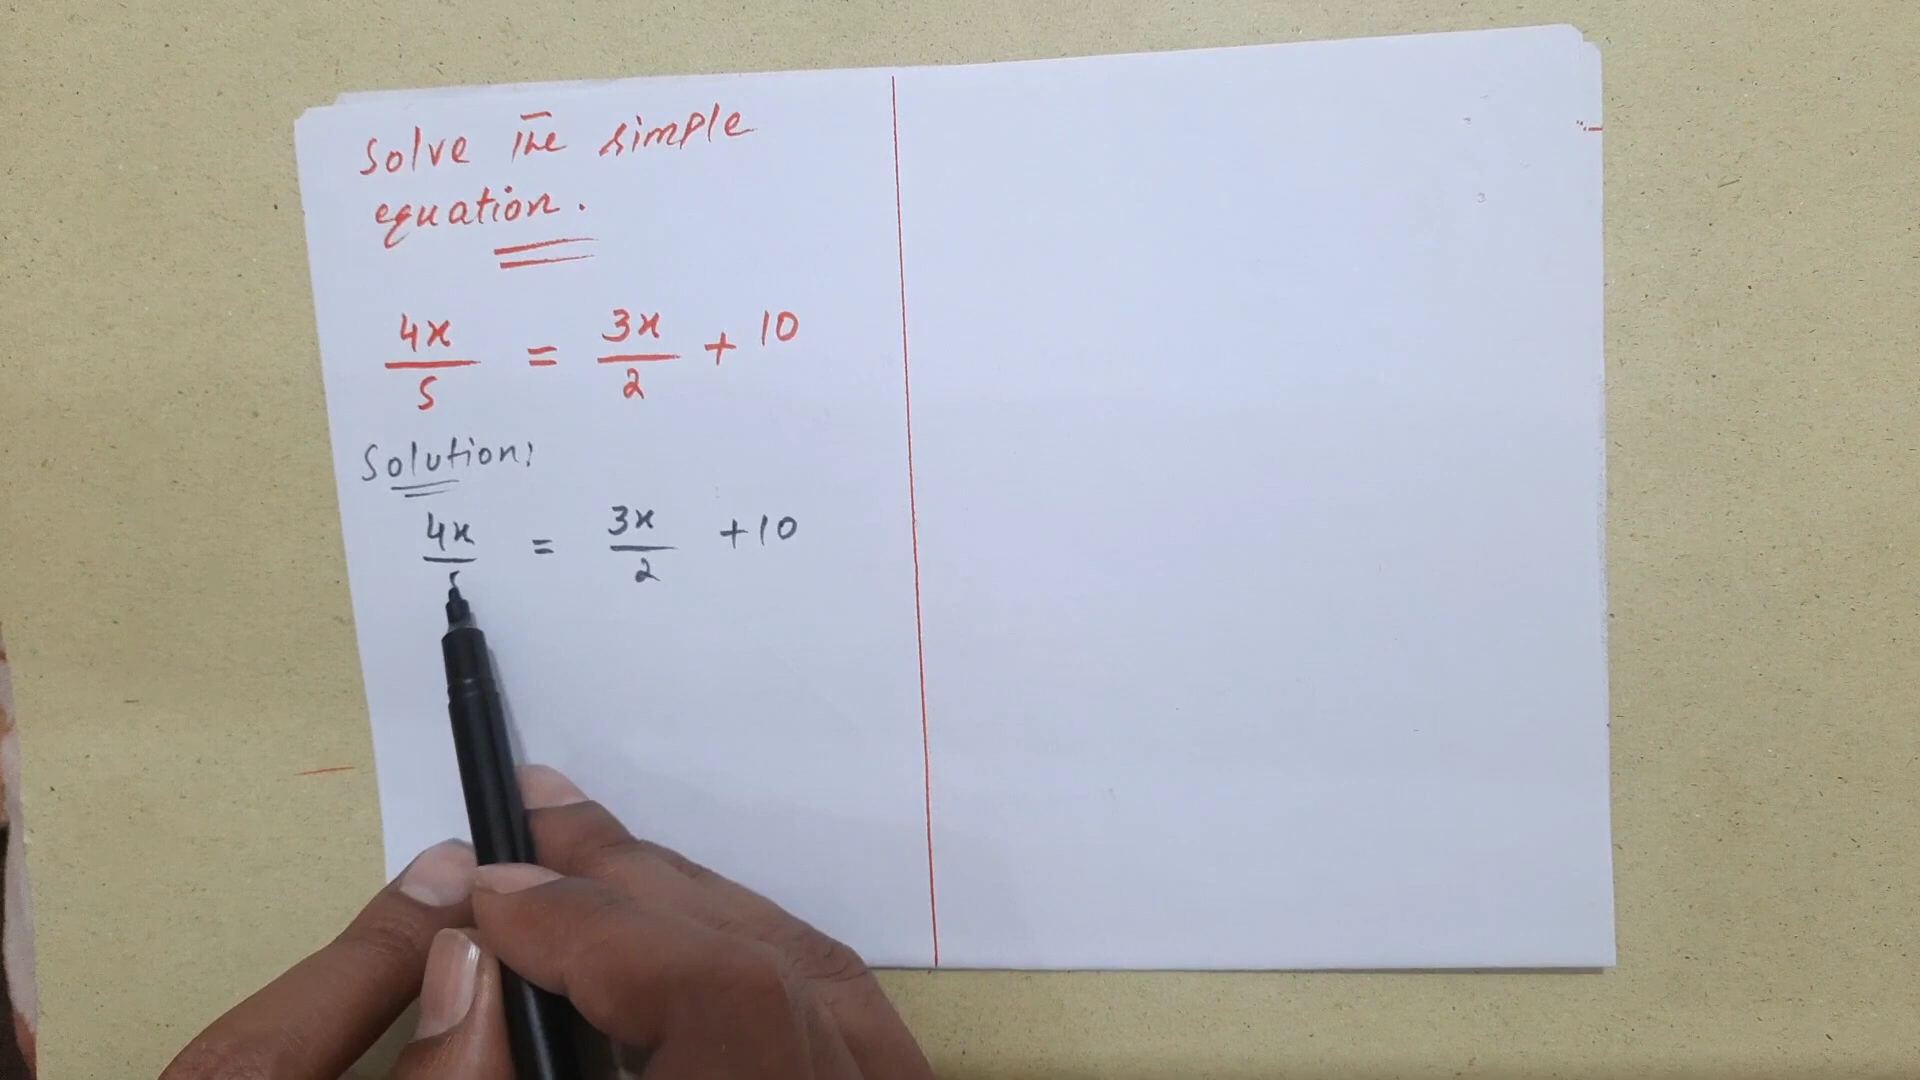 Solve the simple
equation.
4x/5 = 3x/2 + 10
Solution:
4x/5 = 3x/2 +10